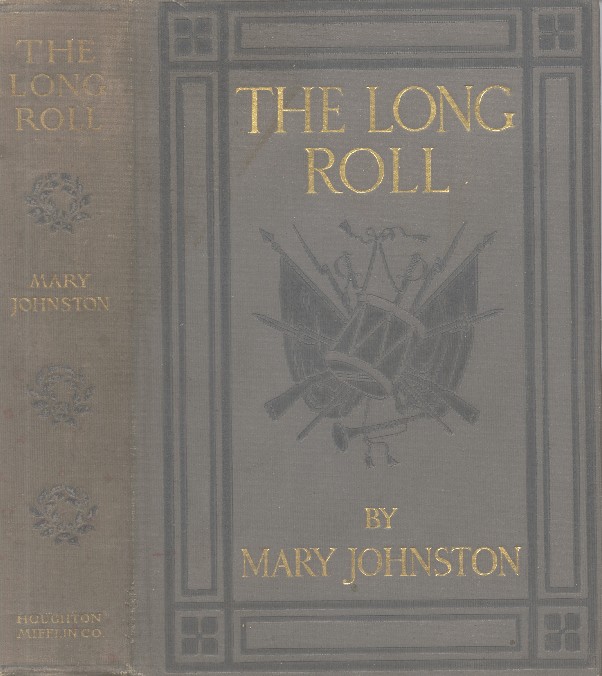 THE
LONG
ROLL
MARY
JOHNSTON
HOUGHTON
MIFFLIN CO.
THE LONG
ROLL
BY
MARY JOHNSTON